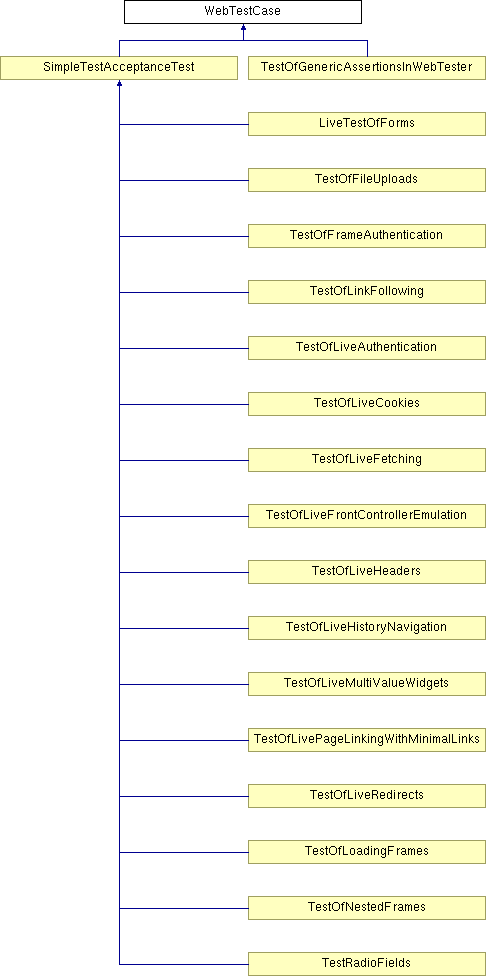 WebTestCase
SimpleTestAcceptanceTest
TestOfGenericAssertionsInWebTester
LiveTestOfForms
TestOfFileUploads
TestOfFrameAuthentication
TestOfLinkFollowing
TestOfLiveAuthentication
TestOfLiveCookies
TestOfLiveFetching
TestOfLiveFrontControllerEmulation
TestOfLiveHeaders
TestOfLiveHistoryNavigation
TestOfLiveMultiValueWidgets
TestOfLivePageLinkingWithMinimalLinks
TestOfLiveRedirects
TestOfLoadingFrames
TestOfNestedFrames
TestRadioFields